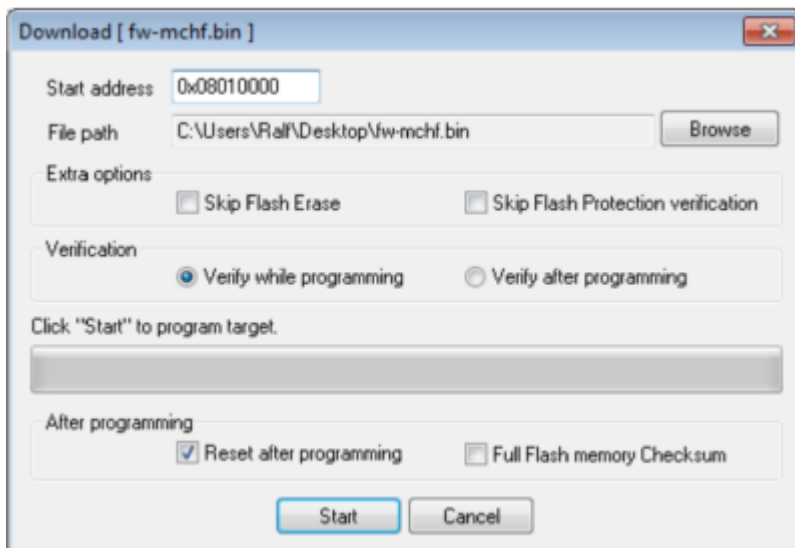 Download [ fw-mchf.bin ]
Start address 0x08010000
File path C:\Users\Ralf\Desktop\fw-mchf.bin Browse
Extra options
Skip Flash Erase Skip Flash Protection verification
Verification
Verify while programming Verify after programming
Click "Start" to program target.
After programming
Reset after programming Full Flash memory Checksum
Start Cancel